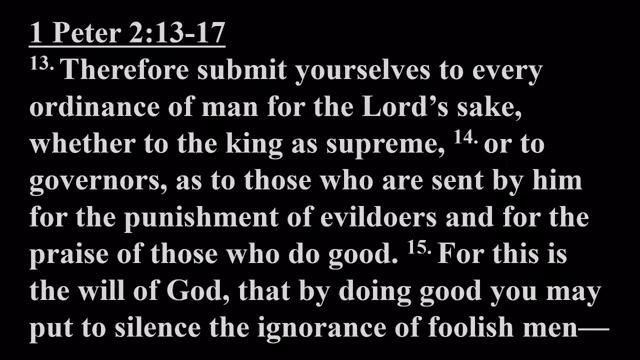 1 Peter 2:13-17
13. Therefore submit yourselves to every
ordinance of man for the Lord’s sake,
whether to the king as supreme, 14. or to
governors, as to those who are sent by him
for the punishment of evildoers and for the
praise of those who do good. 15. For this is
the will of God, that by doing good you may
put to silence the ignorance of foolish men—